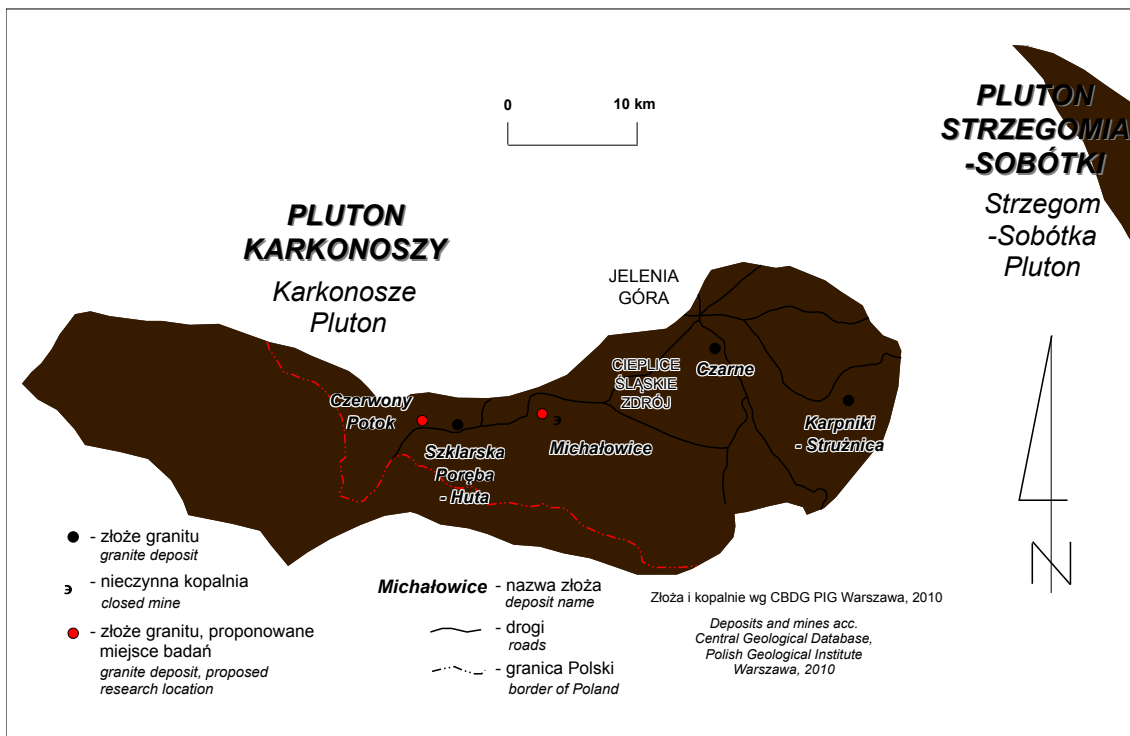 0 10 km
PLUTON
STRZEGOMIA
-SOBÓTKI
Strzegom
-Sobótka
Pluton
PLUTON
KARKONOSZY
Karkonosze
Pluton
JELENIA
GÓRA
CIEPLICE
ŚLĄSKIE
ZDRÓJ
Czarne
Czerwony
Potok
Szklarska
Poręba
- Huta
Michałowice
Karpniki
- Strużnica
- złoże granitu
granite deposit
- nieczynna kopalnia
closed mine
- złoże granitu, proponowane
miejsce badań
granite deposit, proposed
research location
Michałowice - nazwa złoża
deposit name
- drogi
roads
- granica Polski
border of Poland
Złoża i kopalnie wg CBDG PIG Warszawa, 2010
Deposits and mines acc.
Central Geological Database,
Polish Geological Institute
Warszawa, 2010
N